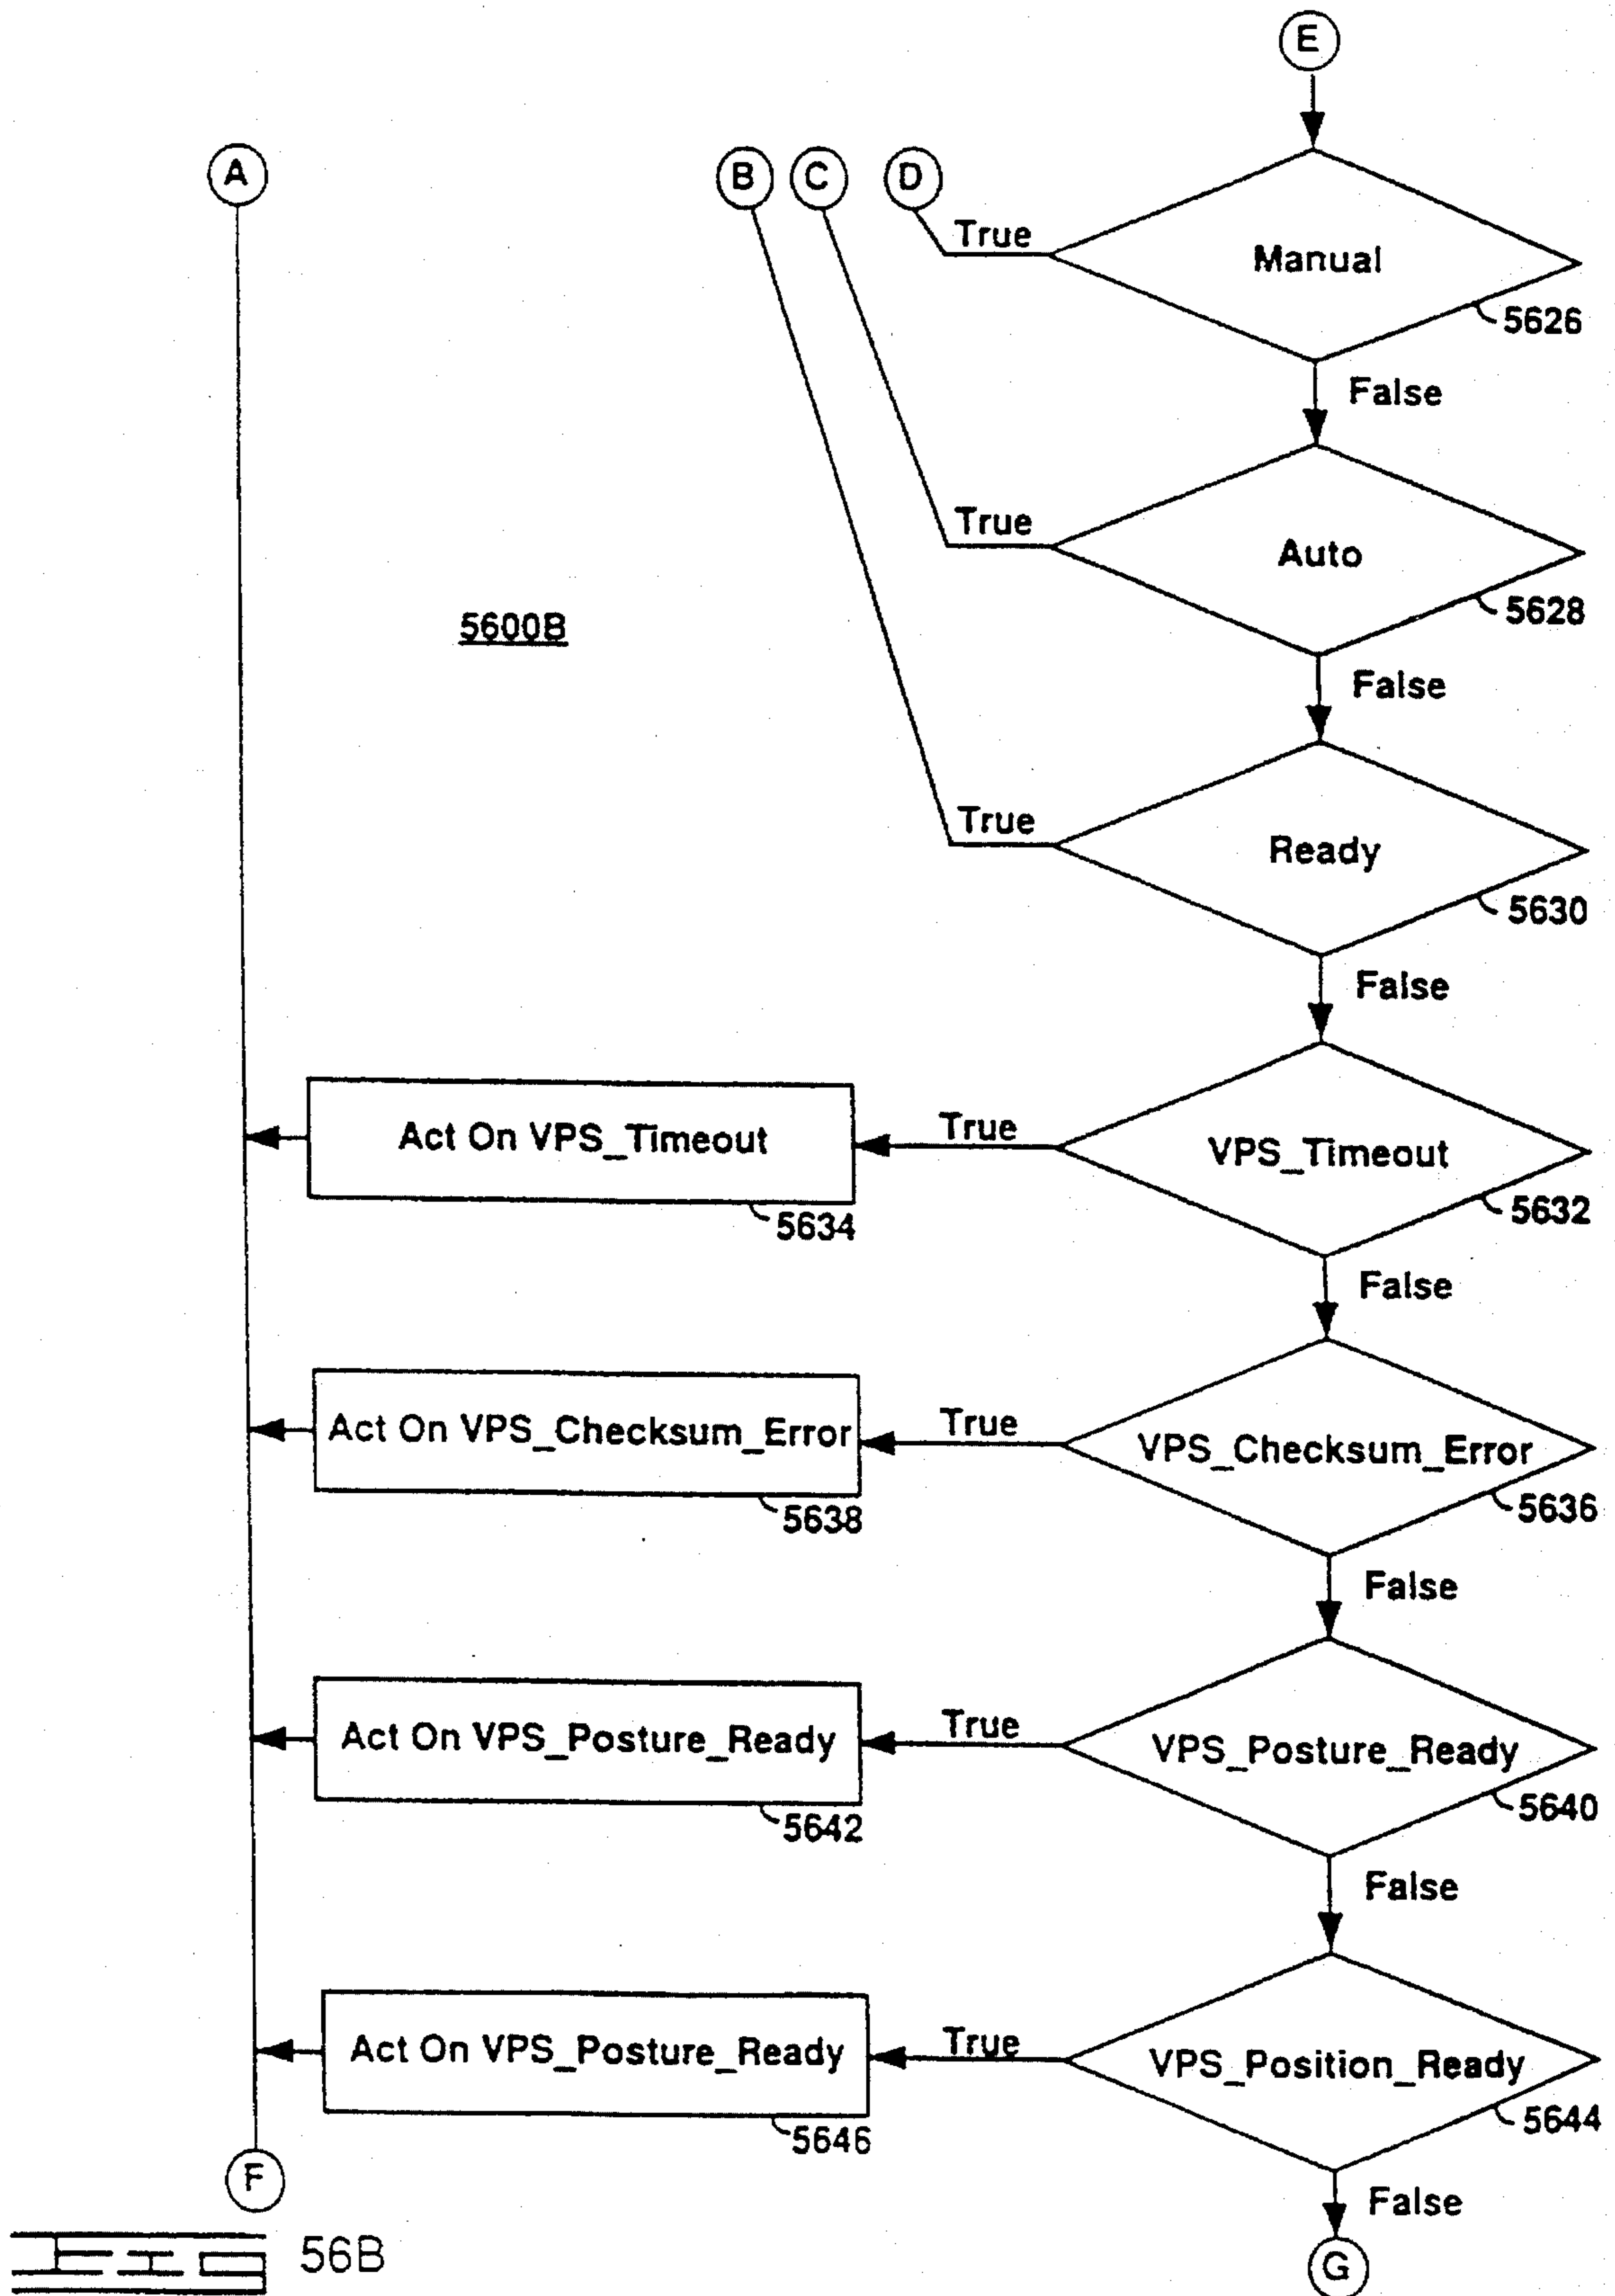 E
A
B
C
D
True
Manual
5626
False
True
Auto
5628
5600B
False
True
Ready
5630
False
Act On VPS_Timeout
True
VPS_Timeout
5634
5632
False
Act On VPS_Checksum_Error
True
VPS_Checksum_Error
5638
5636
False
Act On VPS_Posture_Ready
True
VPS_Posture_Ready
5642
5640
False
Act On VPS_Posture_Ready
True
VPS_Position_Ready
5646
5644
F
False
FIG 56B
G